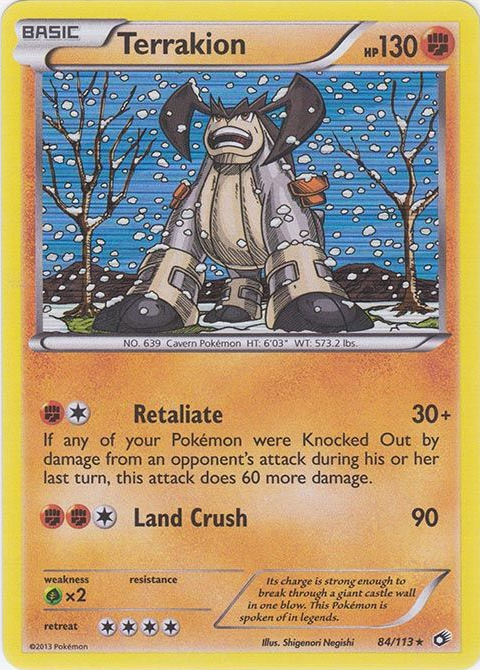 BASIC
Terrakion
HP130
NO. 639 Cavern Pokémon HT: 6'03" WT: 573.2 lbs.
Retaliate 30+
If any of your Pokémon were Knocked Out by
damage from an opponent's attack during his or her
last turn, this attack does 60 more damage.
Land Crush 90
weakness resistance
×2
retreat
Its charge is strong enough to
break through a giant castle wall
in one blow. This Pokémon is
spoken of in legends.
©2013 Pokémon
Illus. Shigenori Negishi
84/113★